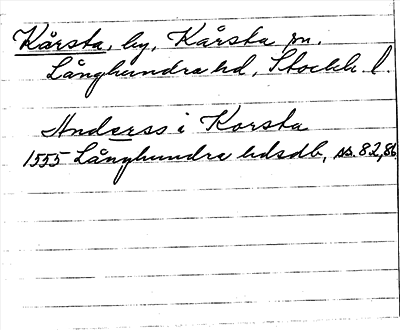 Kårsta, by, Kårsta sn.
Långhundra hd, Stockh. l.
Anderss i Korsta
1555 Långhundra hdsdb, ss. 82, 86.